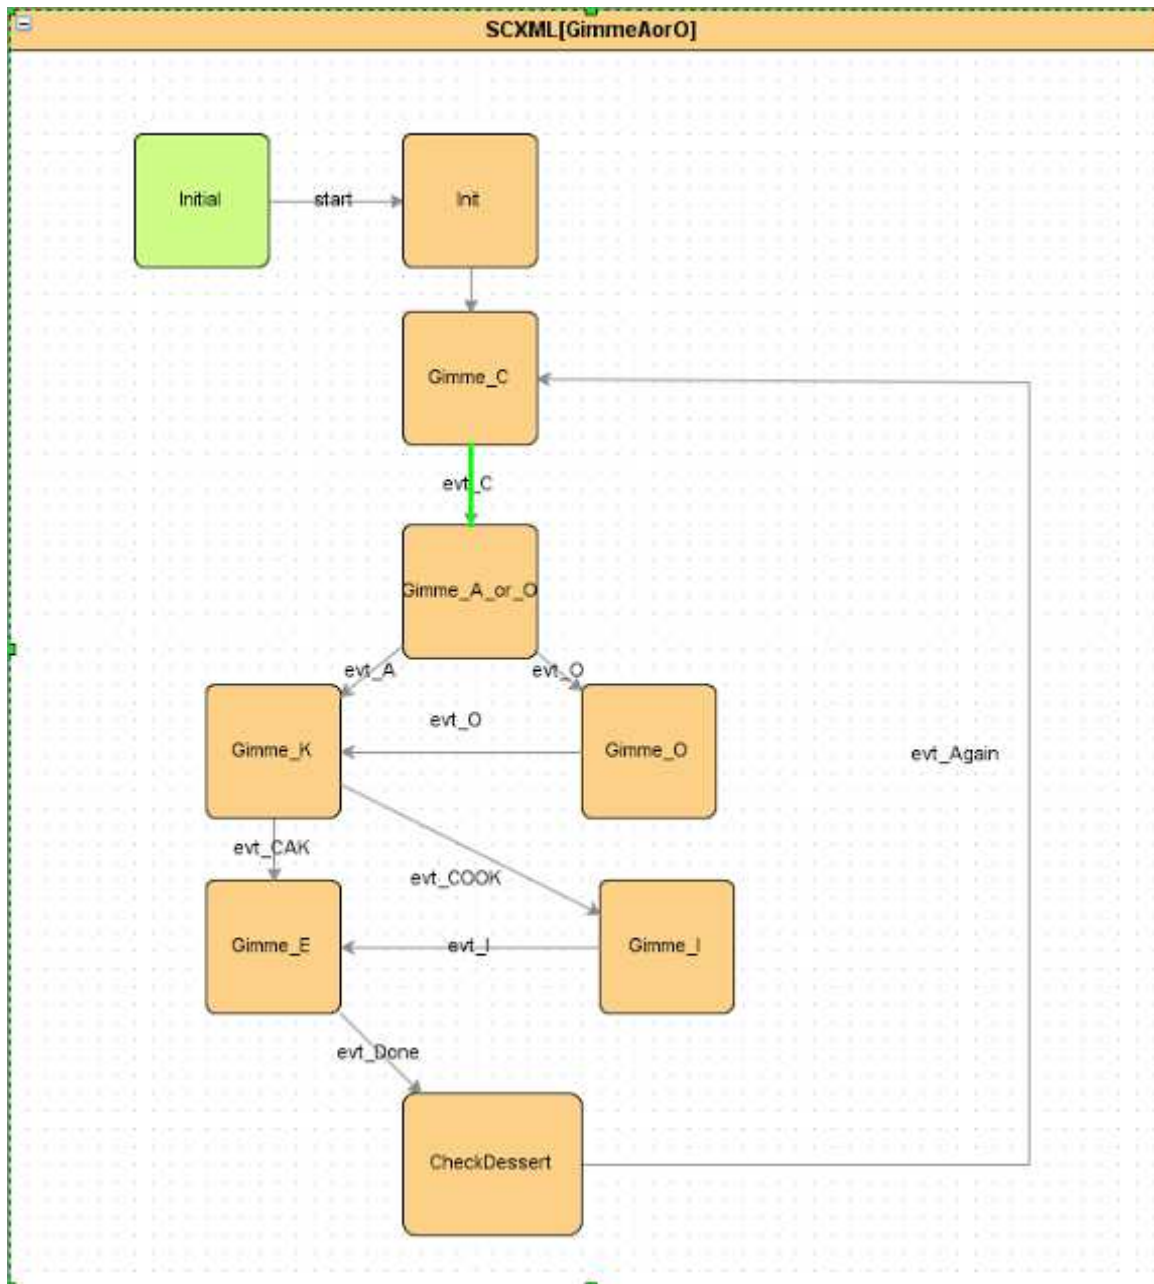 SCXML[GimmeAorO]
Initial
start
Init
Gimme_C
evt_C
Gimme_A_or_O
evt_A
evt_O
evt_O
Gimme_K
Gimme_O
evt_Again
evt_CAK
evt_COOK
Gimme_E
evt_I
Gimme_I
evt_Done
CheckDessert